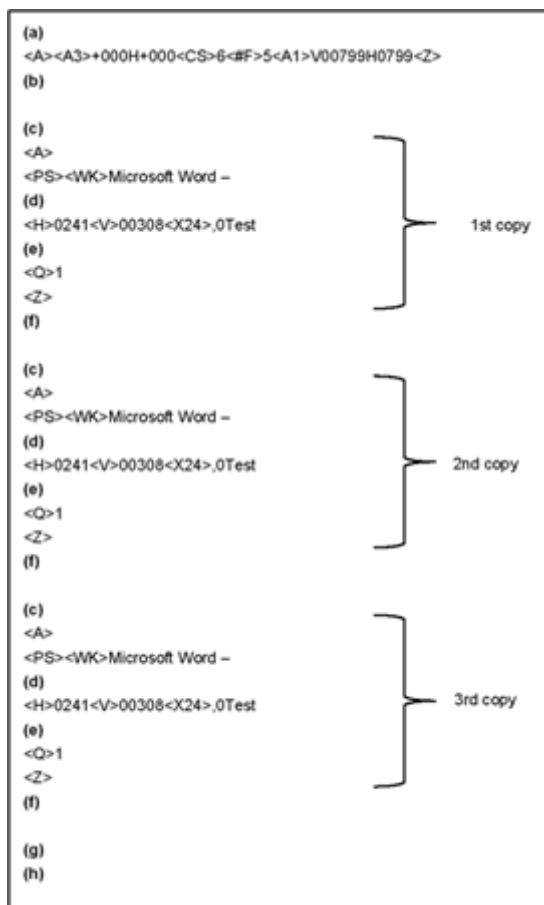 (a)
<A><A3>+000H+000<CS>6<#F>5<A1>V00799H0799<Z>
(b)
(c)
<A>
<PS><WK>Microsoft Word –
(d)
<H>0241<V>00308<X24>,0Test
(e)
<Q>1
<Z>
(f)
1st copy
(c)
<A>
<PS><WK>Microsoft Word –
(d)
<H>0241<V>00308<X24>,0Test
(e)
<Q>1
<Z>
(f)
2nd copy
(c)
<A>
<PS><WK>Microsoft Word –
(d)
<H>0241<V>00308<X24>,0Test
(e)
<Q>1
<Z>
(f)
3rd copy
(g)
(h)